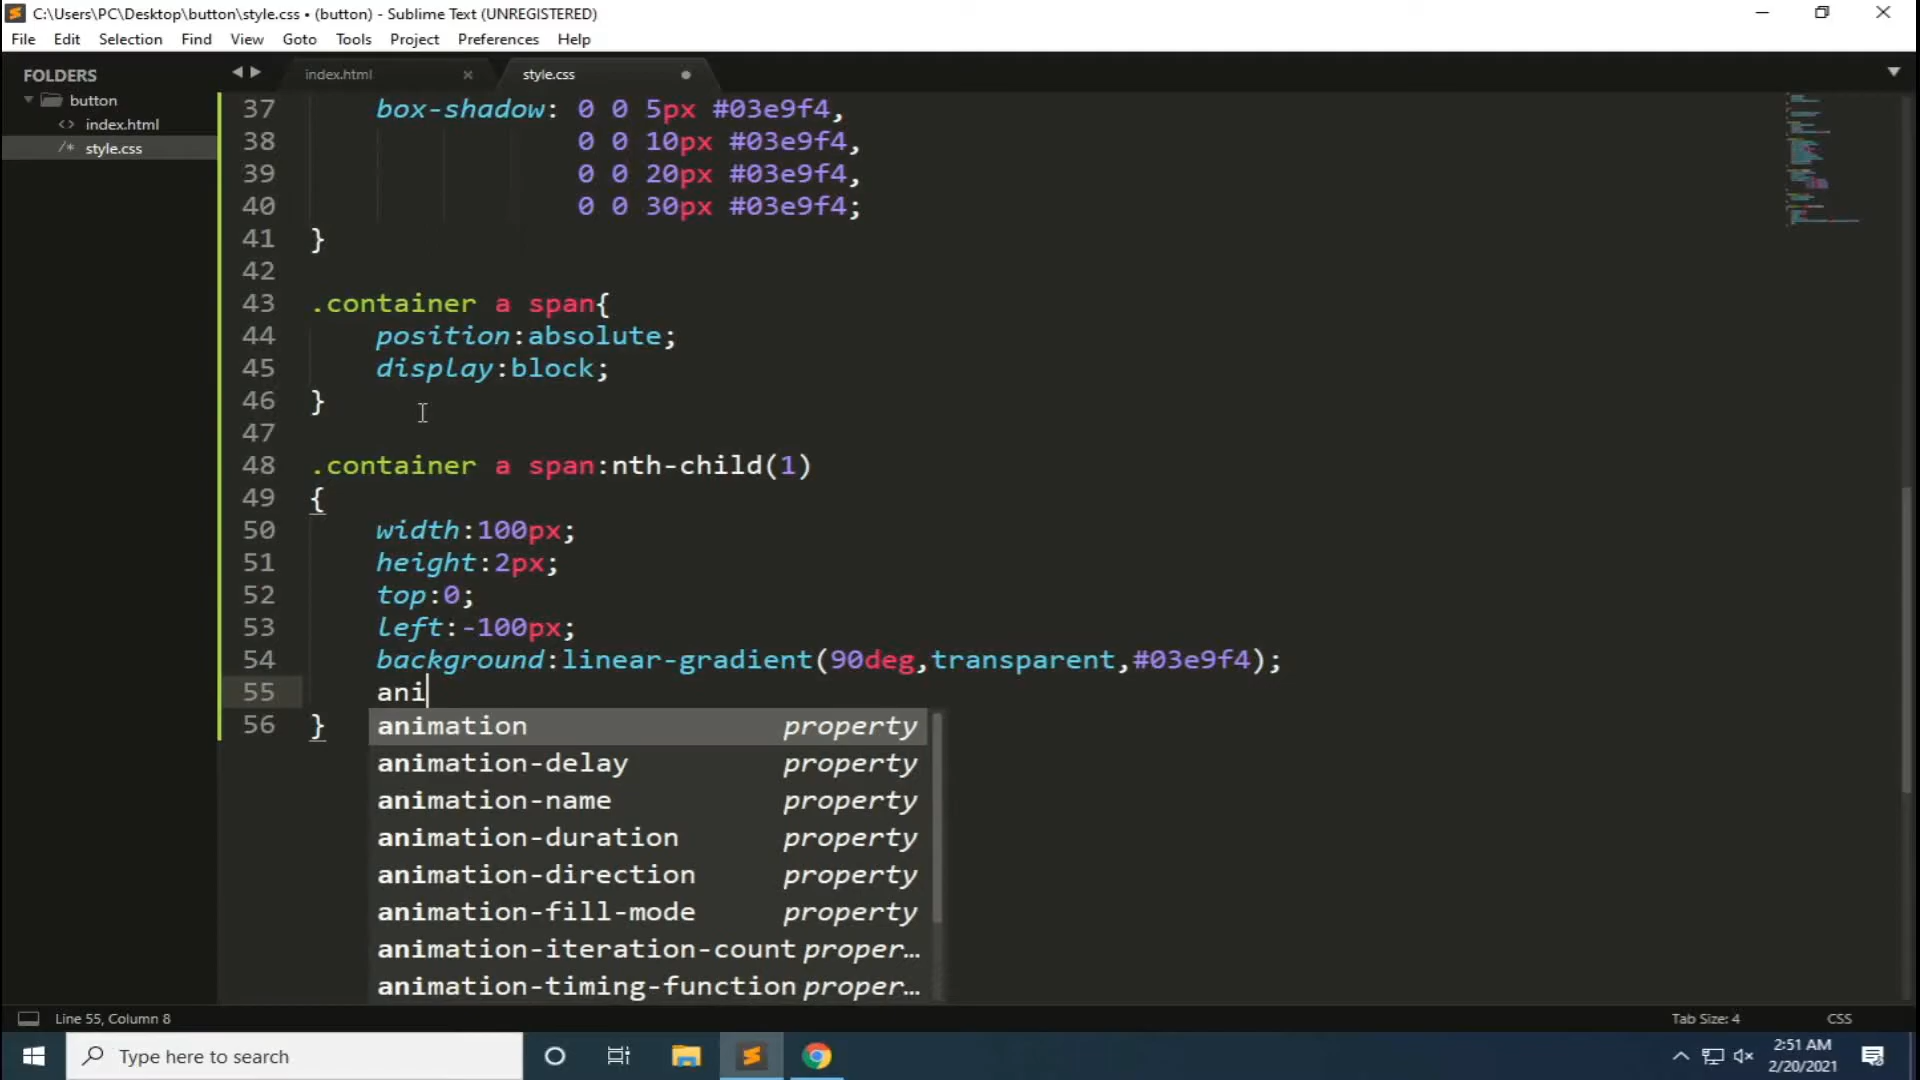 C:\Users\PC\Desktop\button\style.css • (button) - Sublime Text (UNREGISTERED)
File Edit Selection Find View Goto Tools Project Preferences Help
FOLDERS
button
<> index.html
/* style.css
index.html ×
style.css
37 box-shadow: 0 0 5px #03e9f4,
38 0 0 10px #03e9f4,
39 0 0 20px #03e9f4,
40 0 0 30px #03e9f4;
41 }
42
43 .container a span{
44 position:absolute;
45 display:block;
46 }
47
48 .container a span:nth-child(1)
49 {
50 width:100px;
51 height:2px;
52 top:0;
53 left:-100px;
54 background:linear-gradient(90deg,transparent,#03e9f4);
55 ani
56 }
animation property
animation-delay property
animation-name property
animation-duration property
animation-direction property
animation-fill-mode property
animation-iteration-count proper…
animation-timing-function proper…
Line 55, Column 8
Tab Size: 4
CSS
Type here to search
2:51 AM
2/20/2021